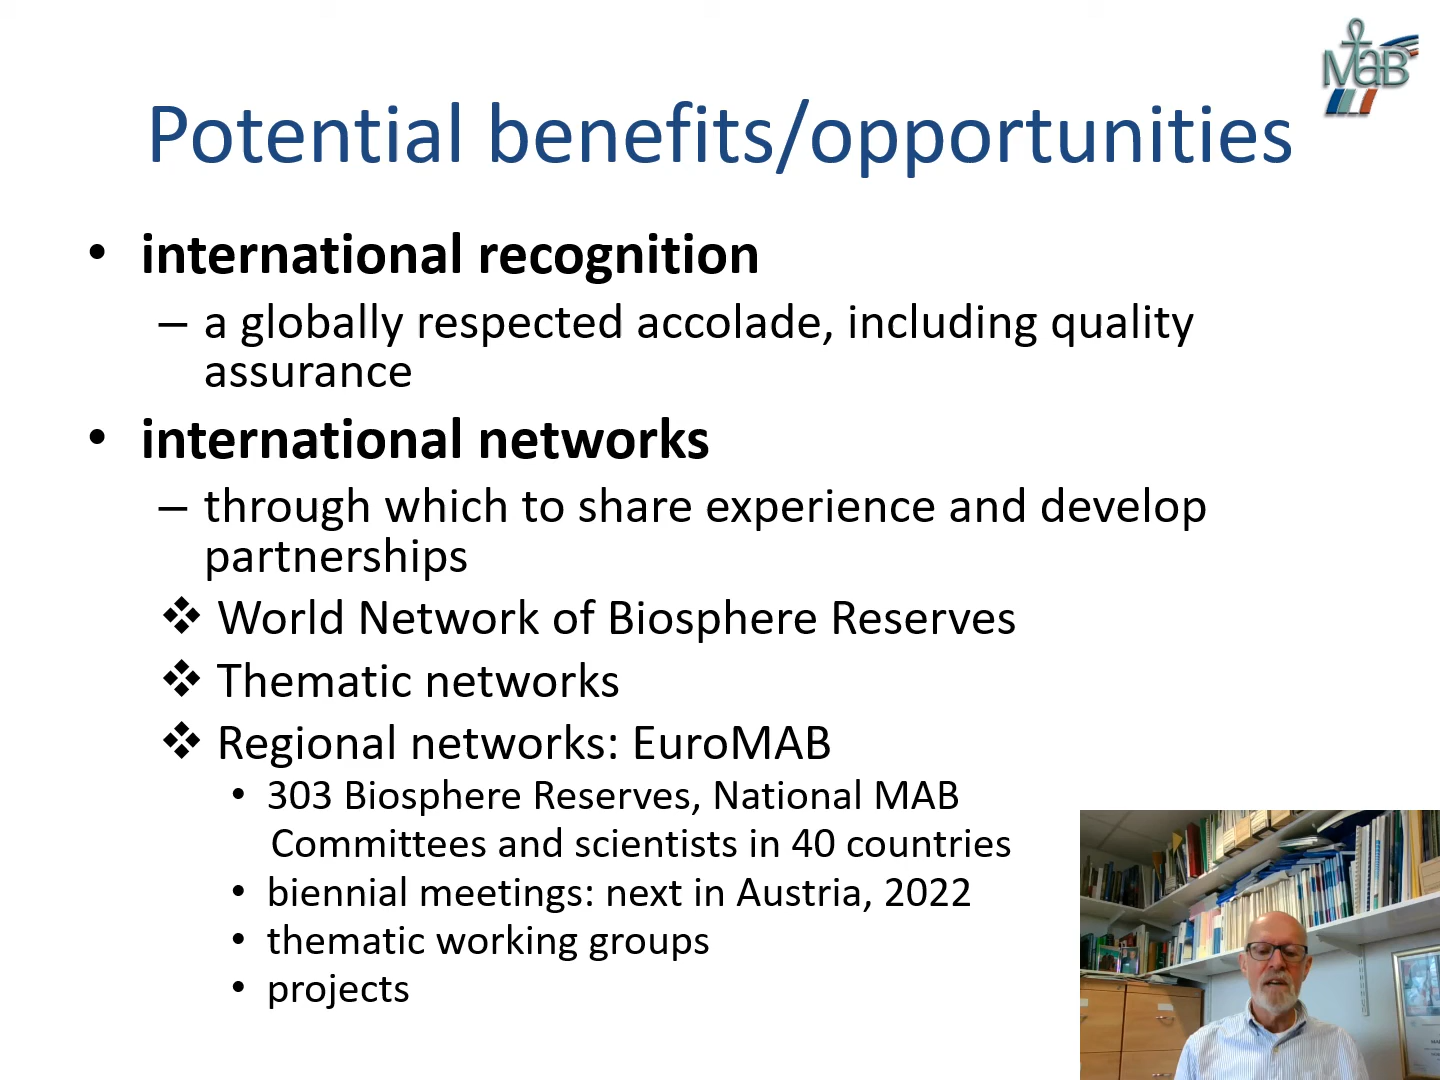 MaB
Potential benefits/opportunities
• international recognition
– a globally respected accolade, including quality
assurance
• international networks
– through which to share experience and develop
partnerships
❖ World Network of Biosphere Reserves
❖ Thematic networks
❖ Regional networks: EuroMAB
• 303 Biosphere Reserves, National MAB
Committees and scientists in 40 countries
• biennial meetings: next in Austria, 2022
• thematic working groups
• projects